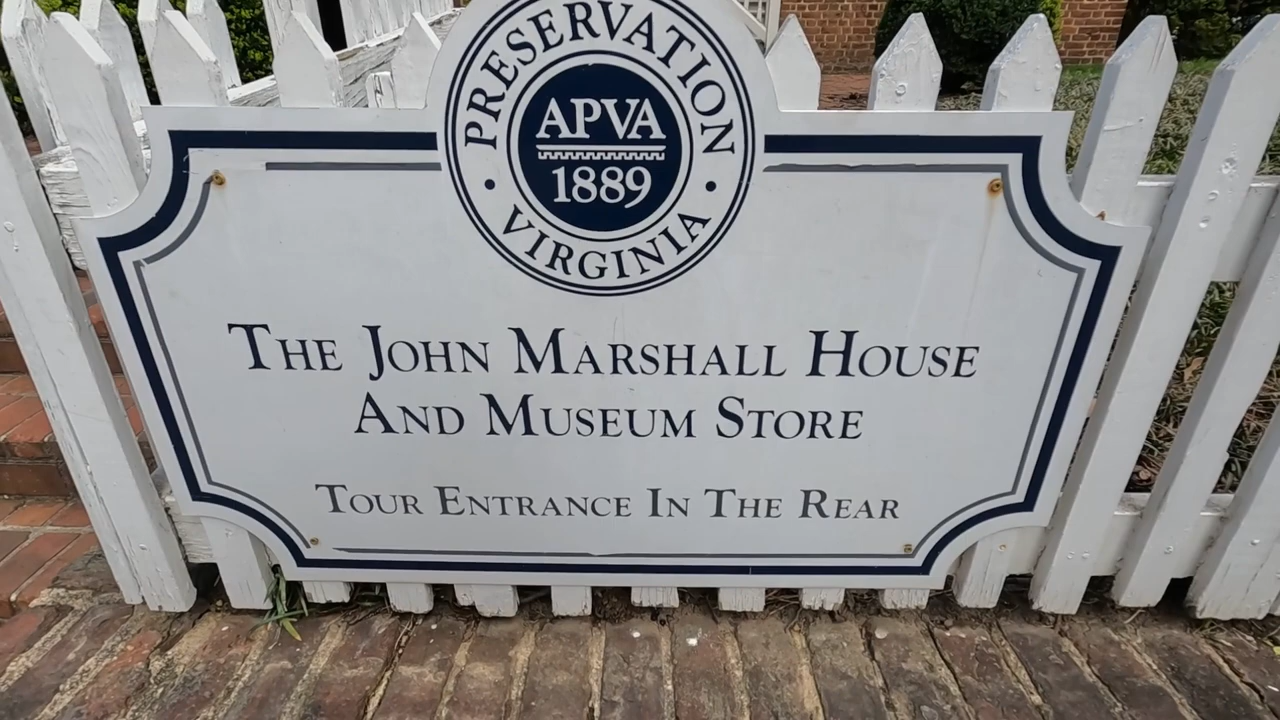 PRESERVATION
APVA
1889
VIRGINIA
THE JOHN MARSHALL HOUSE
AND MUSEUM STORE
TOUR ENTRANCE IN THE REAR